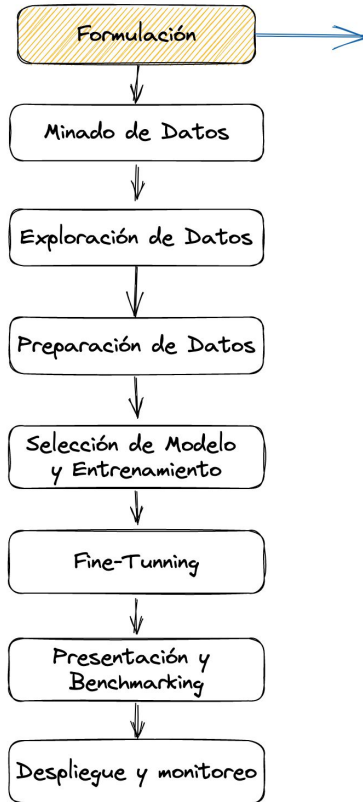 Formulación
Minado de Datos
Exploración de Datos
Preparación de Datos
Selección de Modelo
y Entrenamiento
Fine-Tunning
Presentación y
Benchmarking
Despliegue y monitoreo